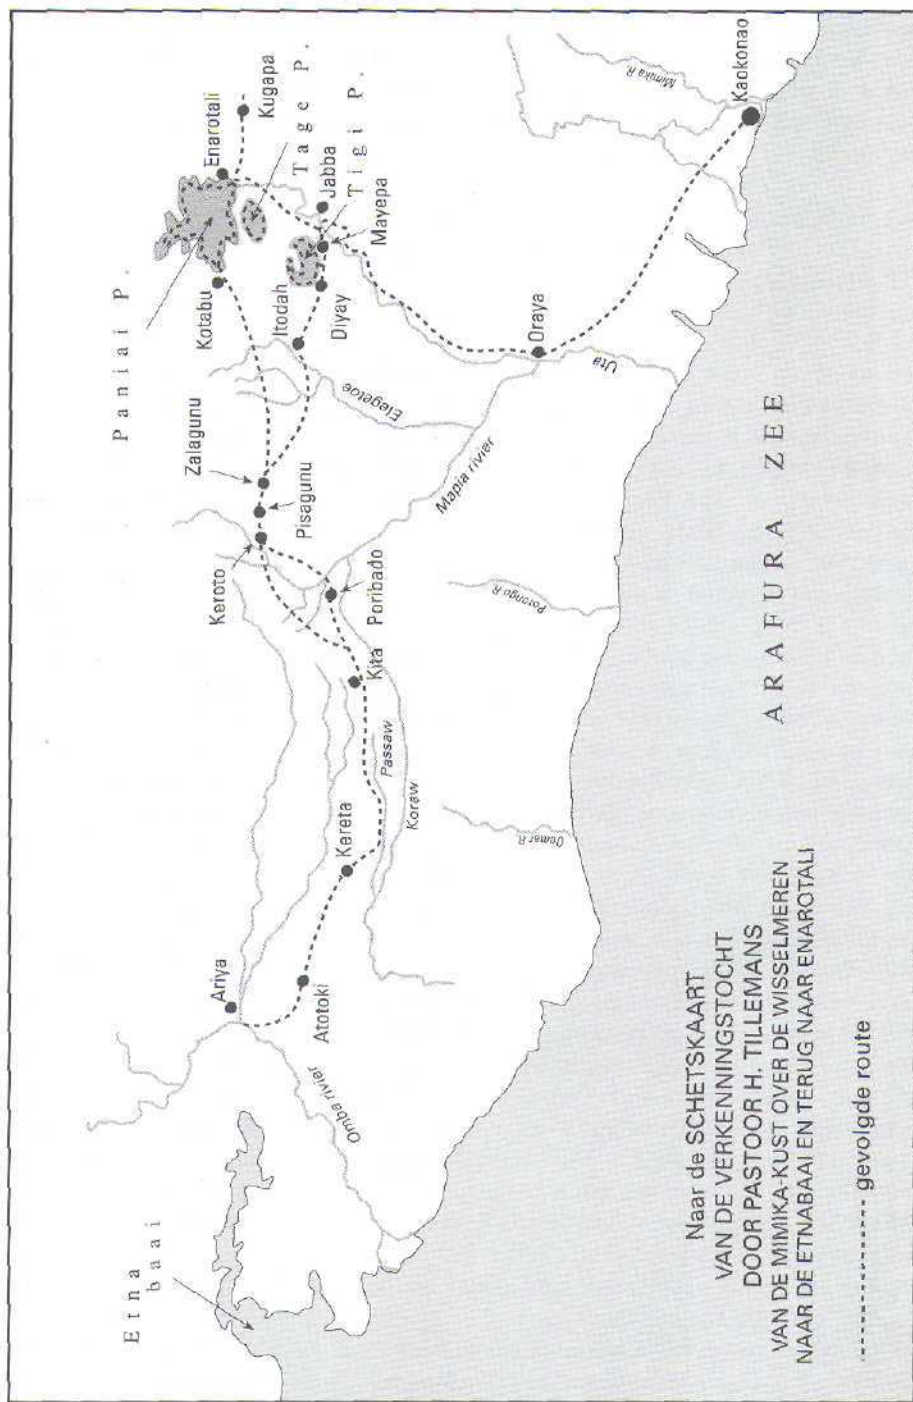 Etna
baai
Ariya
Omba rivier
Atotoki
Kereta
Passaw
Koraw
Kita
Poribado
Keroto
Pisagunu
Zalagunu
Mapia rivier
Elegetoe
Itodah
Diyay
Kotabu
Paniai P.
Enarotali
Kugapa
Tage P.
Tigi P.
Jabba
Mayepa
Oraya
Uta
Mimika R.
Kaokonao
Poronga R.
Oemar R.
ARAFURA ZEE
Naar de SCHETSKAART
VAN DE VERKENNINGSTOCHT
DOOR PASTOOR H. TILLEMANS
VAN DE MIMIKA-KUST OVER DE WISSELMEREN
NAAR DE ETNABAAI EN TERUG NAAR ENAROTALI
gevolgde route